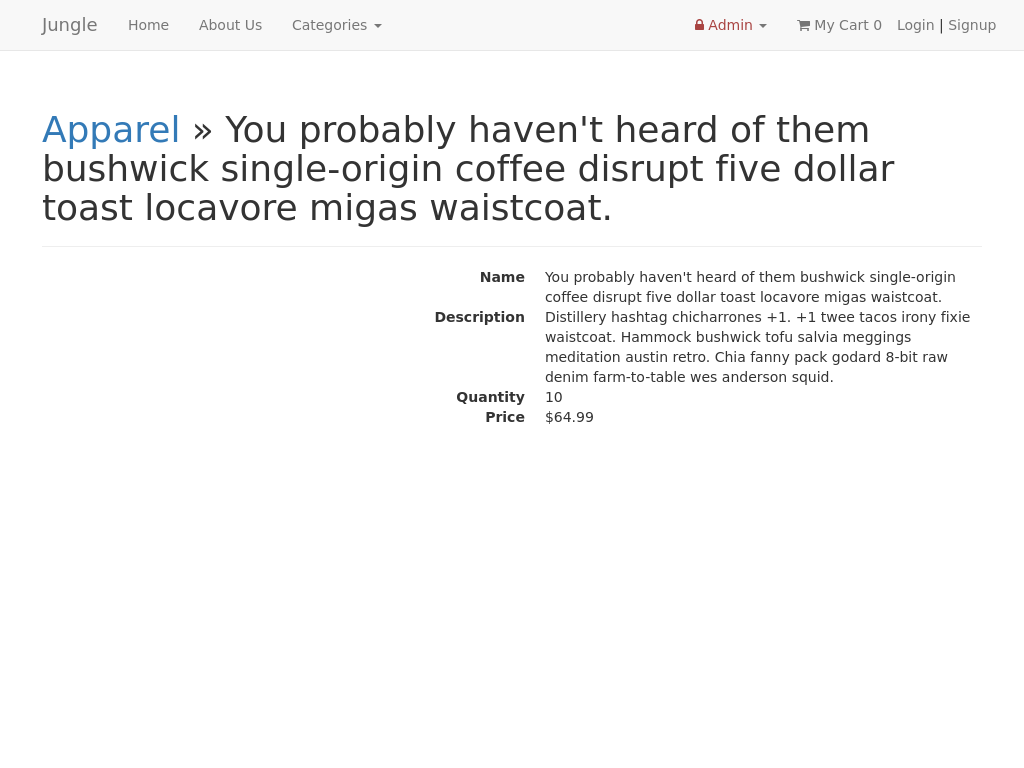 Jungle Home About Us Categories Admin My Cart 0 Login | Signup
Apparel » You probably haven't heard of them
bushwick single-origin coffee disrupt five dollar
toast locavore migas waistcoat.
Name You probably haven't heard of them bushwick single-origin
coffee disrupt five dollar toast locavore migas waistcoat.
Description Distillery hashtag chicharrones +1. +1 twee tacos irony fixie
waistcoat. Hammock bushwick tofu salvia meggings
meditation austin retro. Chia fanny pack godard 8-bit raw
denim farm-to-table wes anderson squid.
Quantity 10
Price $64.99